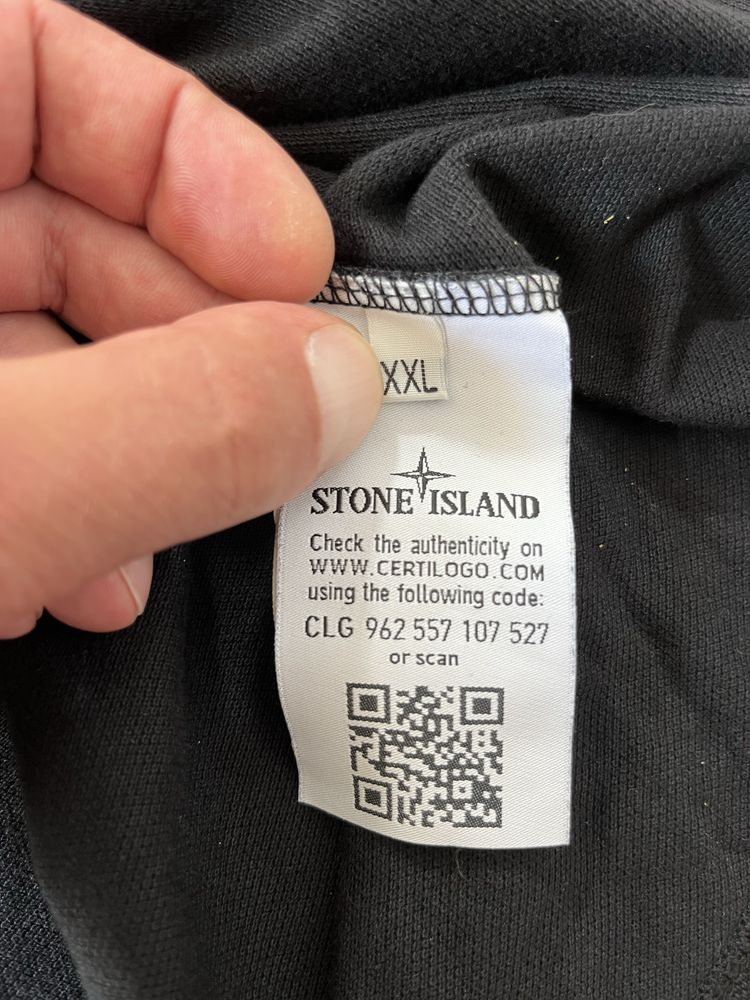 XXL
STONE ISLAND
Check the authenticity on
WWW.CERTILOGO.COM
using the following code:
CLG 962 557 107 527
or scan